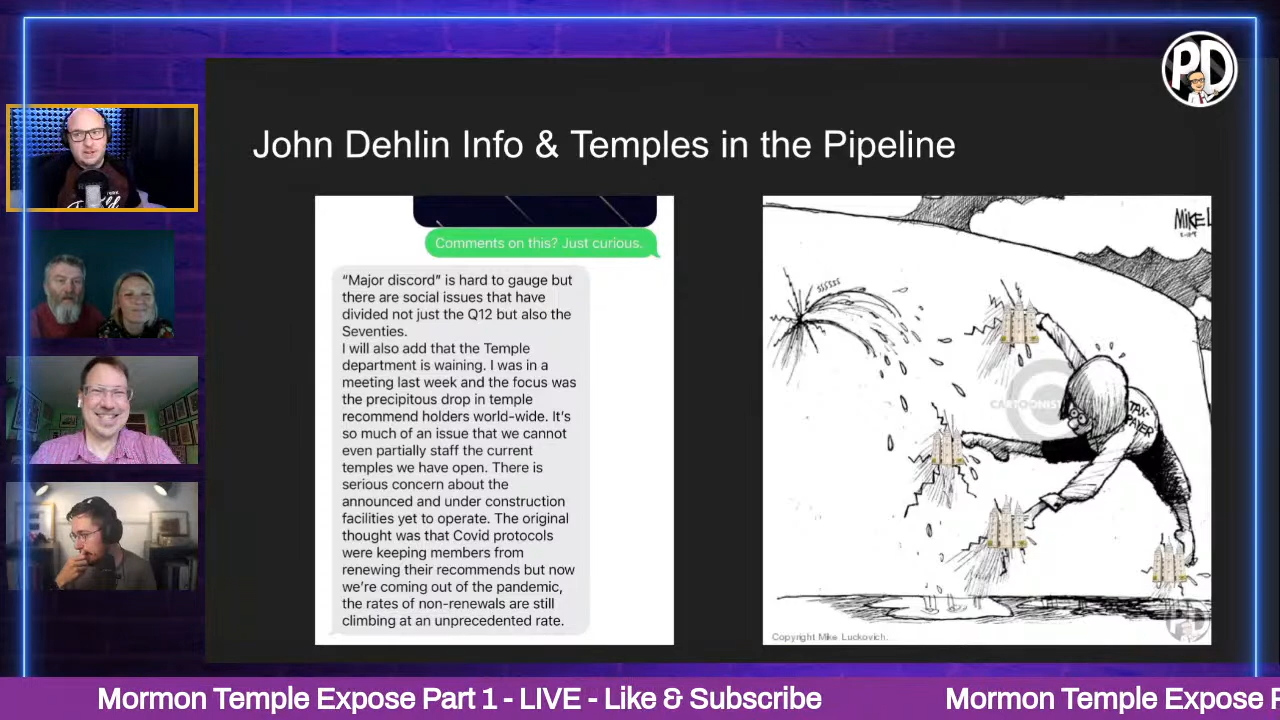 PD
John Dehlin Info & Temples in the Pipeline
Comments on this? Just curious.
“Major discord” is hard to gauge but
there are social issues that have
divided not just the Q12 but also the
Seventies.
I will also add that the Temple
department is waining. I was in a
meeting last week and the focus was
the precipitous drop in temple
recommend holders world-wide. It's
so much of an issue that we cannot
even partially staff the current
temples we have open. There is
serious concern about the
announced and under construction
facilities yet to operate. The original
thought was that Covid protocols
were keeping members from
renewing their recommends but now
we're coming out of the pandemic,
the rates of non-renewals are still
climbing at an unprecedented rate.
MIKE L
SSSSSS
CARTOONIST
TAX-
PAYER
Copyright Mike Luckovich.
PD
Mormon Temple Expose Part 1 - LIVE - Like & Subscribe
Mormon Temple Expose P